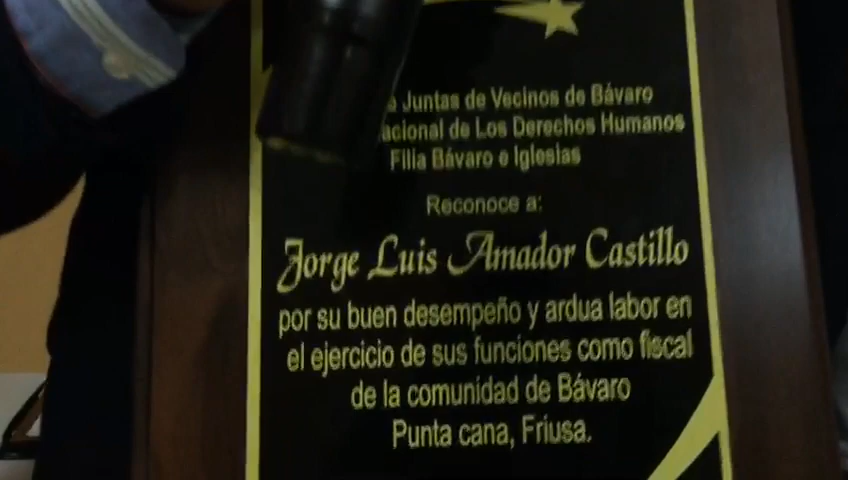 Juntas de Vecinos de Bávaro
de Los Derechos Humanos
Filia Bávaro e Iglesias
Reconoce a:
Jorge Luis Amador Castillo
por su buen desempeño y ardua labor en
el ejercicio de sus funciones como fiscal
de la comunidad de Bávaro
Punta cana, Friusa.